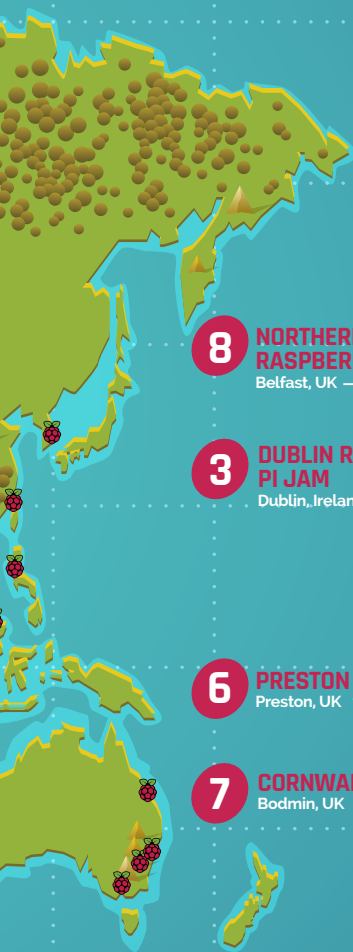 8
NORTHER
RASPBER
Belfast, UK –
3
DUBLIN R
PI JAM
Dublin, Irelan
6
PRESTON
Preston, UK
7
CORNWA
Bodmin, UK